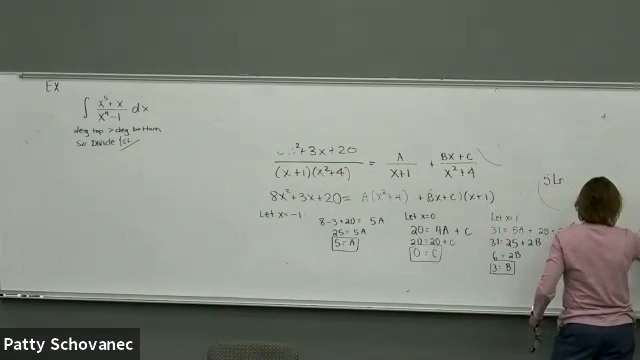 EX
∫ x⁵+x / x⁴-1 dx
deg top > deg bottom
So Divide 1st
²+3x+20 / (x+1)(x²+4) = A / x+1 + Bx+C / x²+4
8x²+3x+20 = A(x²+4) + Bx+C)(x+1)
Let x=-1:
8-3+20 = 5A
25=5A
5=A
Let x=0
20=4A+C
20=20+C
0=C
Let x=1
31=5A+2B+
31=25+2B
6=2B
3=B
5Ln
Patty Schovanec